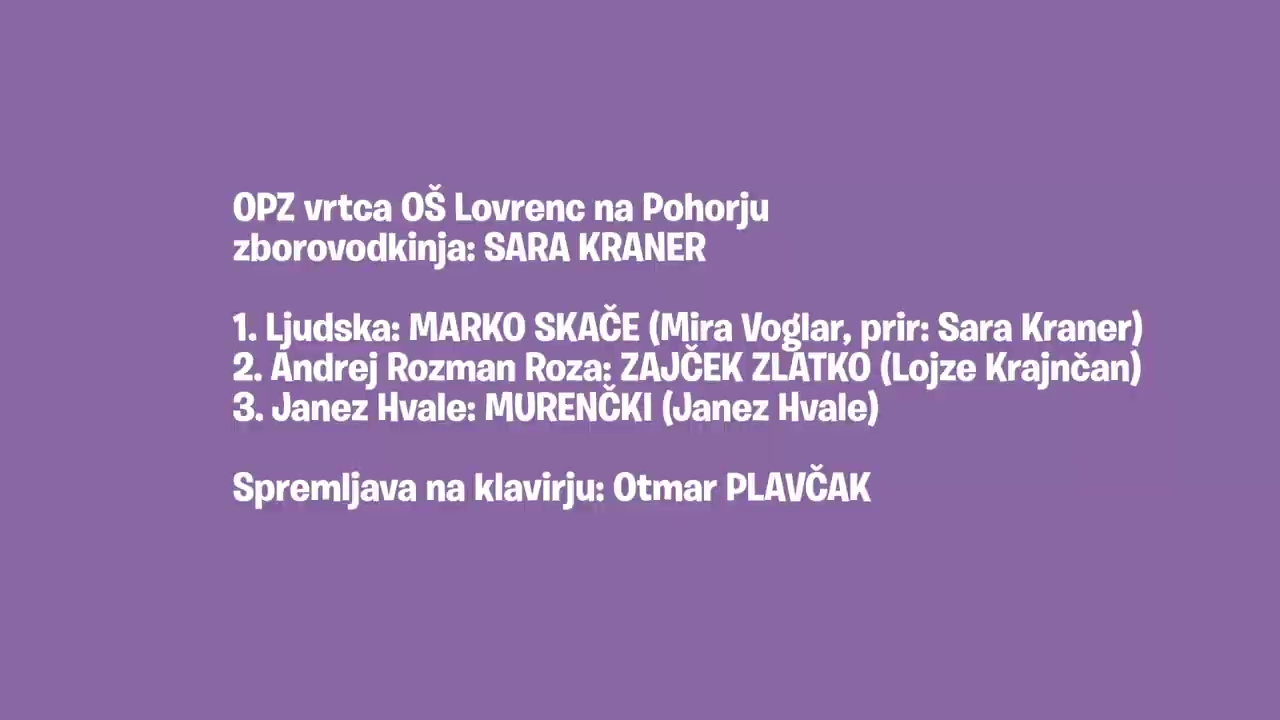 OPZ vrtca OŠ Lovrenc na Pohorju
zborovodkinja: SARA KRANER
1. Ljudska: MARKO SKAČE (Mira Voglar, prir: Sara Kraner)
2. Andrej Rozman Roza: ZAJČEK ZLATKO (Lojze Krajnčan)
3. Janez Hvale: MURENČKI (Janez Hvale)
Spremljava na klavirju: Otmar PLAVČAK